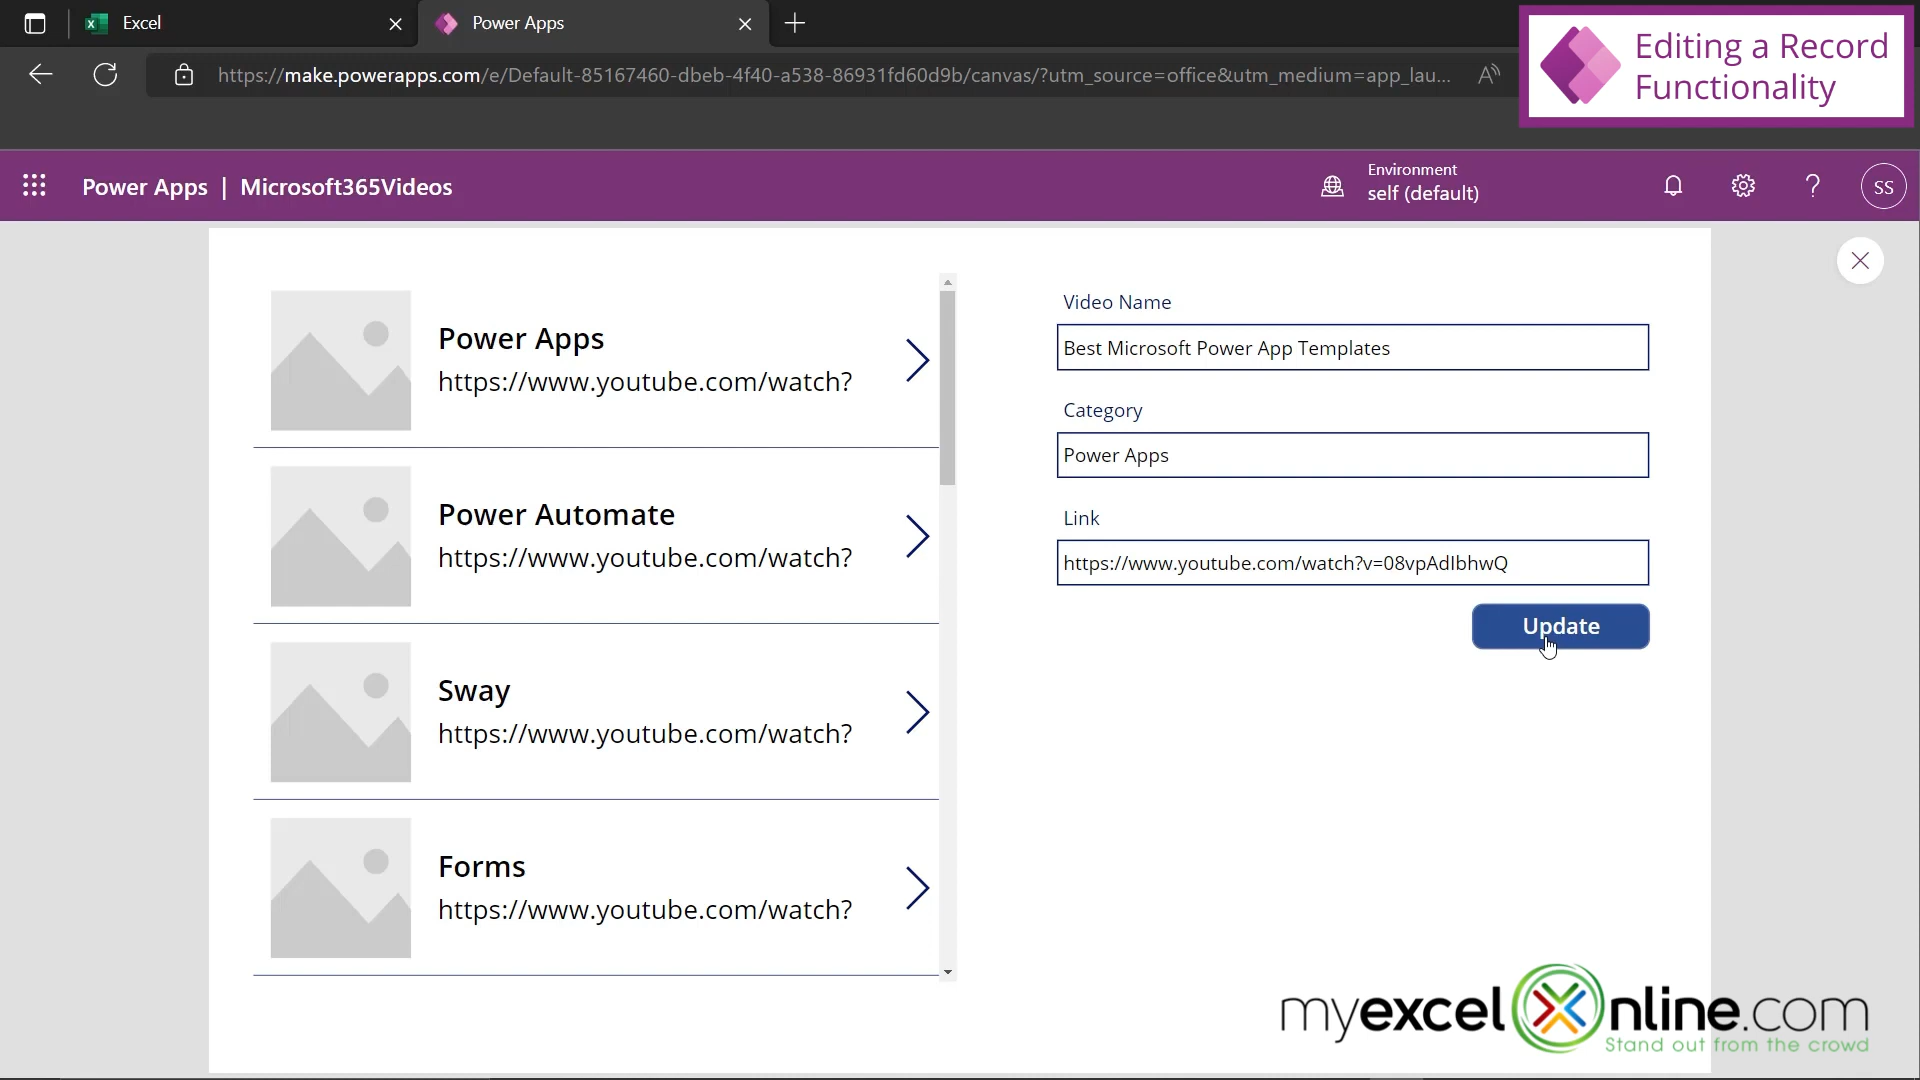 Excel
Power Apps
https://make.powerapps.com/e/Default-85167460-dbeb-4f40-a538-86931fd60d9b/canvas/?utm_source=office&utm_medium=app_lau...
Editing a Record
Functionality
Power Apps | Microsoft365Videos
Environment
self (default)
SS
Power Apps
https://www.youtube.com/watch?
Power Automate
https://www.youtube.com/watch?
Sway
https://www.youtube.com/watch?
Forms
https://www.youtube.com/watch?
Video Name
Best Microsoft Power App Templates
Category
Power Apps
Link
https://www.youtube.com/watch?v=08vpAdIbhwQ
Update
myexcelOnline.com
Stand out from the crowd